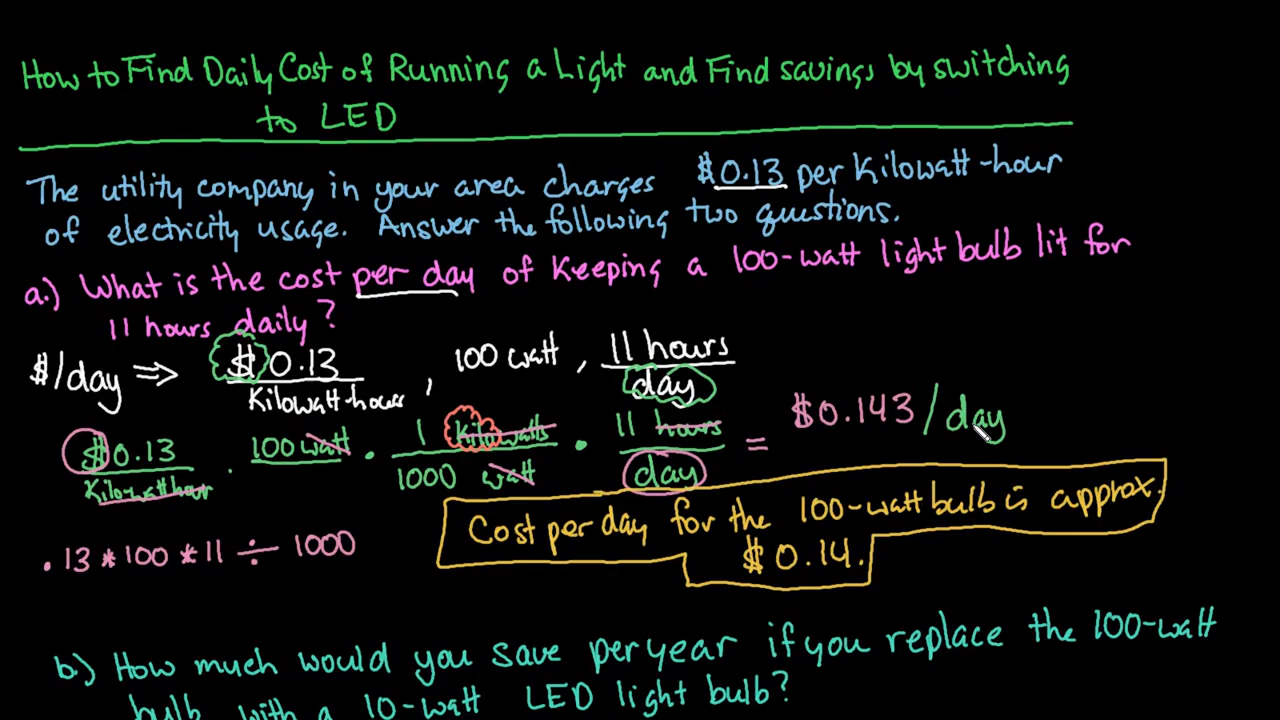 How to Find Daily Cost of Running a Light and Find savings by switching
to LED
The utility company in your area charges $0.13 per Kilowatt-hour
of electricity usage. Answer the following two questions.
a.) What is the cost per day of Keeping a 100-watt light bulb lit for
11 hours daily?
$/day ⇒ $0.13 / Kilowatt-hours , 100 watt , 11 hours / day
$0.13 / Kilowatt hour · 100 watt · 1 kilowatts / 1000 watt · 11 hours / day = $0.143/day
.13 * 100 * 11 ÷ 1000
Cost per day for the 100-watt bulb is approx.
$0.14.
b.) How much would you save per year if you replace the 100-watt
bulb with a 10-watt LED light bulb?